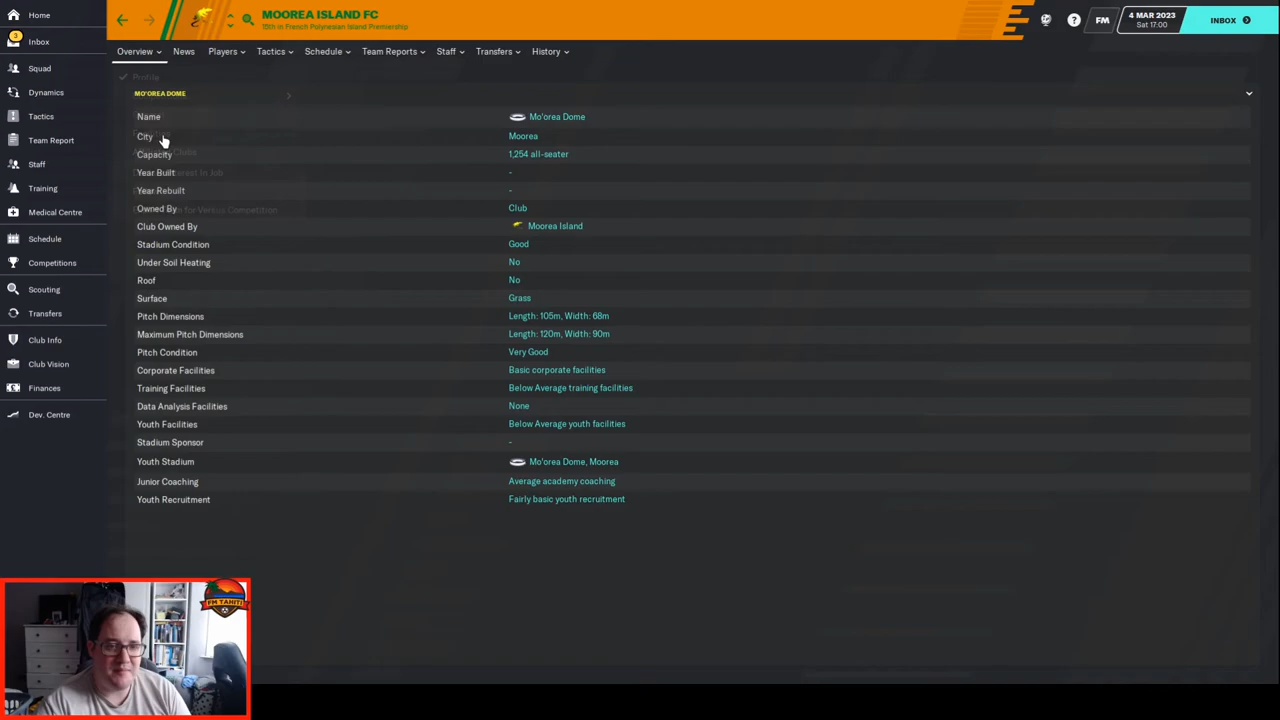 Home
3
Inbox
Squad
Dynamics
Tactics
Team Report
Staff
Training
Medical Centre
Schedule
Competitions
Scouting
Transfers
Club Info
Club Vision
Finances
Dev. Centre
MOOREA ISLAND FC
15th in French Polynesian Island Premiership
?
FM
4 MAR 2023
Sat 17:00
INBOX
Overview News Players Tactics Schedule Team Reports Staff Transfers History
Profile
MO'OREA DOME
Name Mo'orea Dome
City Moorea
Capacity 1,254 all-seater
Year Built -
Year Rebuilt -
Owned By Club
Club Owned By Moorea Island
Stadium Condition Good
Under Soil Heating No
Roof No
Surface Grass
Pitch Dimensions Length: 105m, Width: 68m
Maximum Pitch Dimensions Length: 120m, Width: 90m
Pitch Condition Very Good
Corporate Facilities Basic corporate facilities
Training Facilities Below Average training facilities
Data Analysis Facilities None
Youth Facilities Below Average youth facilities
Stadium Sponsor -
Youth Stadium Mo'orea Dome, Moorea
Junior Coaching Average academy coaching
Youth Recruitment Fairly basic youth recruitment
FM TAHITI